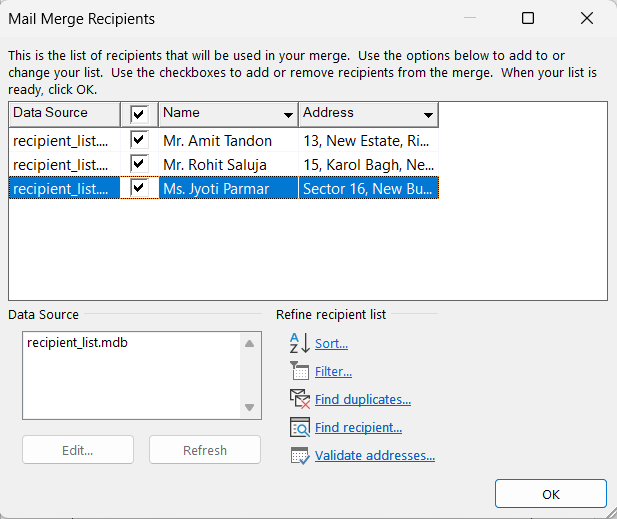 Mail Merge Recipients
This is the list of recipients that will be used in your merge. Use the options below to add to or
change your list. Use the checkboxes to add or remove recipients from the merge. When your list is
ready, click OK.
Data Source Name Address
recipient_list.... Mr. Amit Tandon 13, New Estate, Ri...
recipient_list.... Mr. Rohit Saluja 15, Karol Bagh, Ne...
recipient_list.... Ms. Jyoti Parmar Sector 16, New Bu...
Data Source
recipient_list.mdb
Edit... Refresh
Refine recipient list
Sort...
Filter...
Find duplicates...
Find recipient...
Validate addresses...
OK